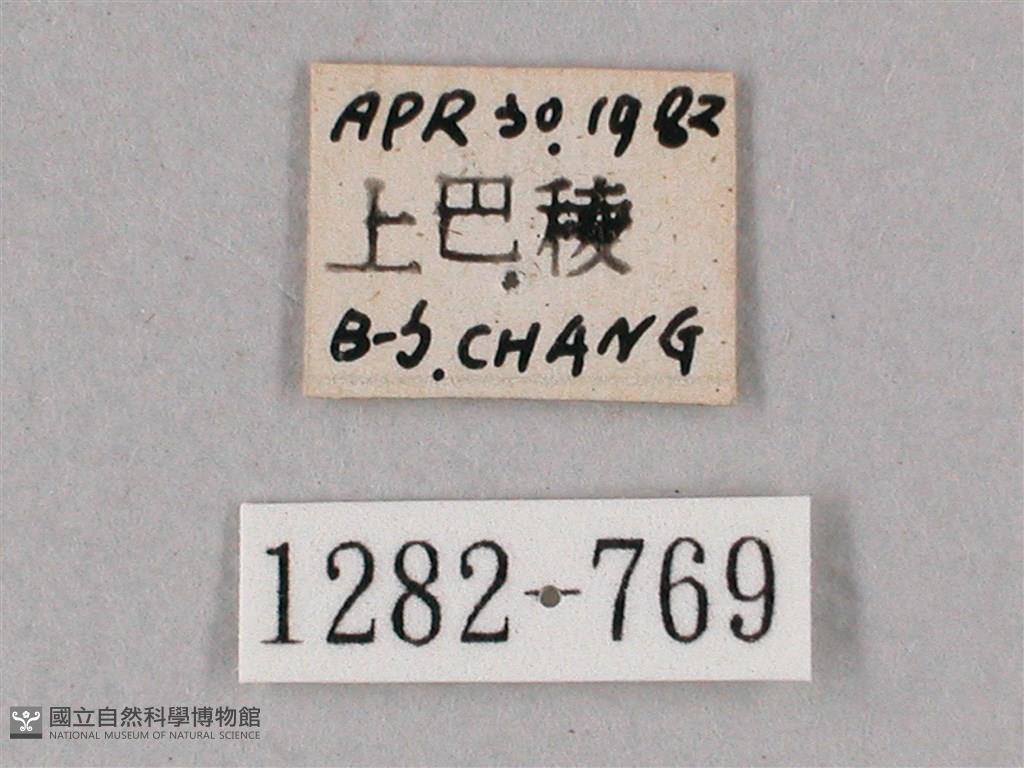 APR 30. 1982
上巴稜
B-S. CHANG
1282-769
國立自然科學博物館
NATIONAL MUSEUM OF NATURAL SCIENCE